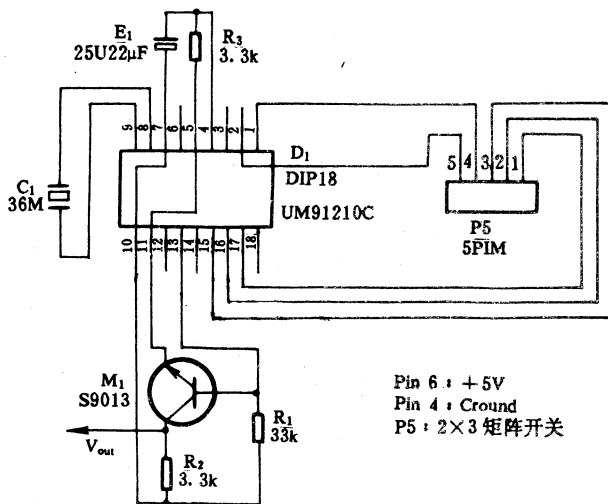 E₁
25U22μF
R₃
3.3k
9 8 7 6 5 4 3 2 1
D₁
DIP18
UM91210C
5 4 3 2 1
P5
5PIM
C₁
36M
10 11 12 13 14 15 16 17 18
M₁
S9013
Vout
R₁
33k
R₂
3.3k
Pin 6: +5V
Pin 4: Cround
P5: 2×3 矩阵开关